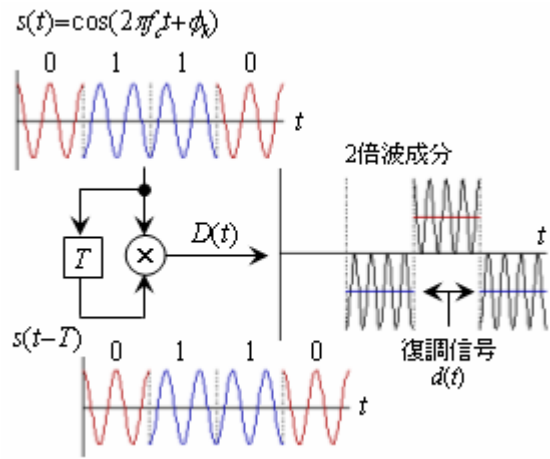 s(t)=cos(2πf_ct+ϕ_k)
0 1 1 0
t
2倍波成分
T
×
D(t)
t
復調信号
d(t)
s(t−T)
0 1 1 0
t